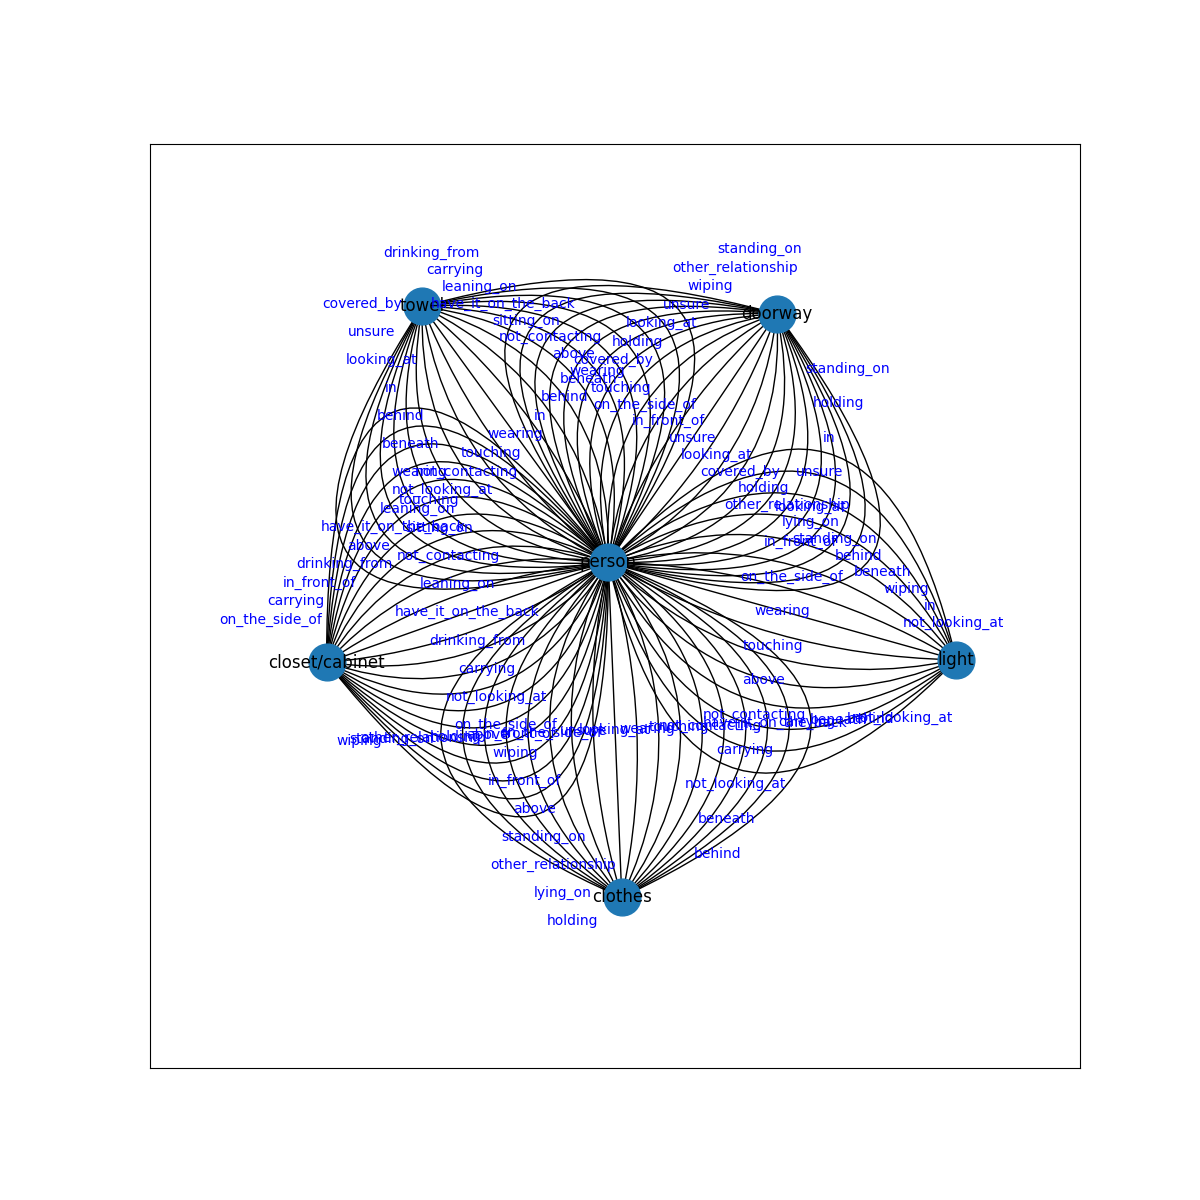 standing_on
drinking_from
other_relationship
carrying
wiping
leaning_on
covered_by
have_it_on_the_back
unsure
towel
doorway
sitting_on
looking_at
unsure
not_contacting
holding
above
covered_by
looking_at
wearing
standing_on
beneath
touching
in
behind
on_the_side_of
holding
behind
in
in_front_of
wearing
unsure
in
beneath
touching
looking_at
wearing
not_contacting
covered_by
unsure
not_looking_at
holding
touching
leaning_on
other_relationship
looking_at
lying_on
have_it_on_the_back
sitting_on
above
in_front_of
standing_on
not_contacting
behind
drinking_from
person
beneath
in_front_of
leaning_on
on_the_side_of
wiping
carrying
have_it_on_the_back
wearing
in
on_the_side_of
not_looking_at
drinking_from
touching
closet/cabinet
light
carrying
above
not_looking_at
not_contacting
not_looking_at
on_the_side_of
wiping
wearing
wiping
carrying
in_front_of
not_looking_at
above
beneath
standing_on
behind
other_relationship
lying_on
clothes
holding